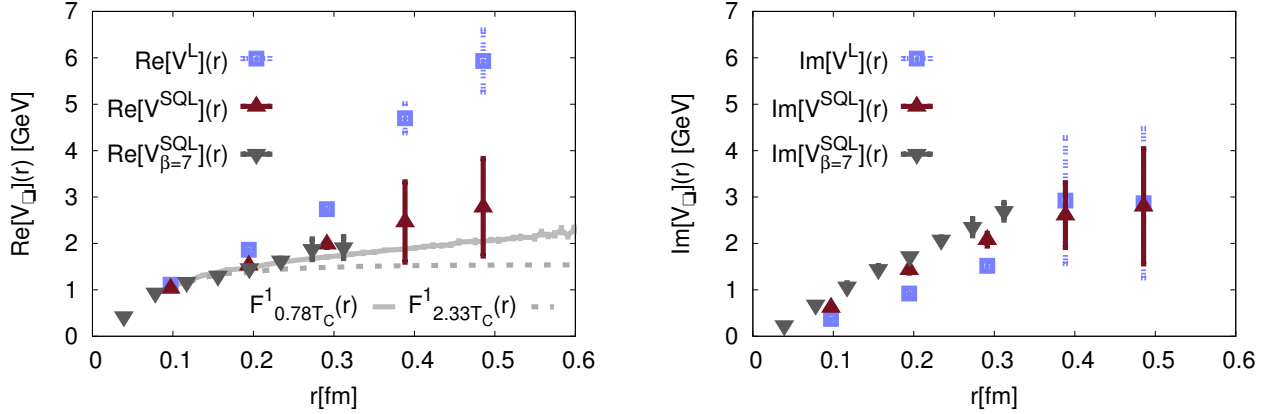 7
6
5
4
3
2
1
0
Re[V□](r) [GeV]
Re[V^L](r)
Re[V^SQL](r)
Re[V^SQL_β=7](r)
F^1_0.78T_C(r)
F^1_2.33T_C(r)
0 0.1 0.2 0.3 0.4 0.5 0.6
r[fm]
7
6
5
4
3
2
1
0
Im[V□](r) [GeV]
Im[V^L](r)
Im[V^SQL](r)
Im[V^SQL_β=7](r)
0 0.1 0.2 0.3 0.4 0.5 0.6
r[fm]